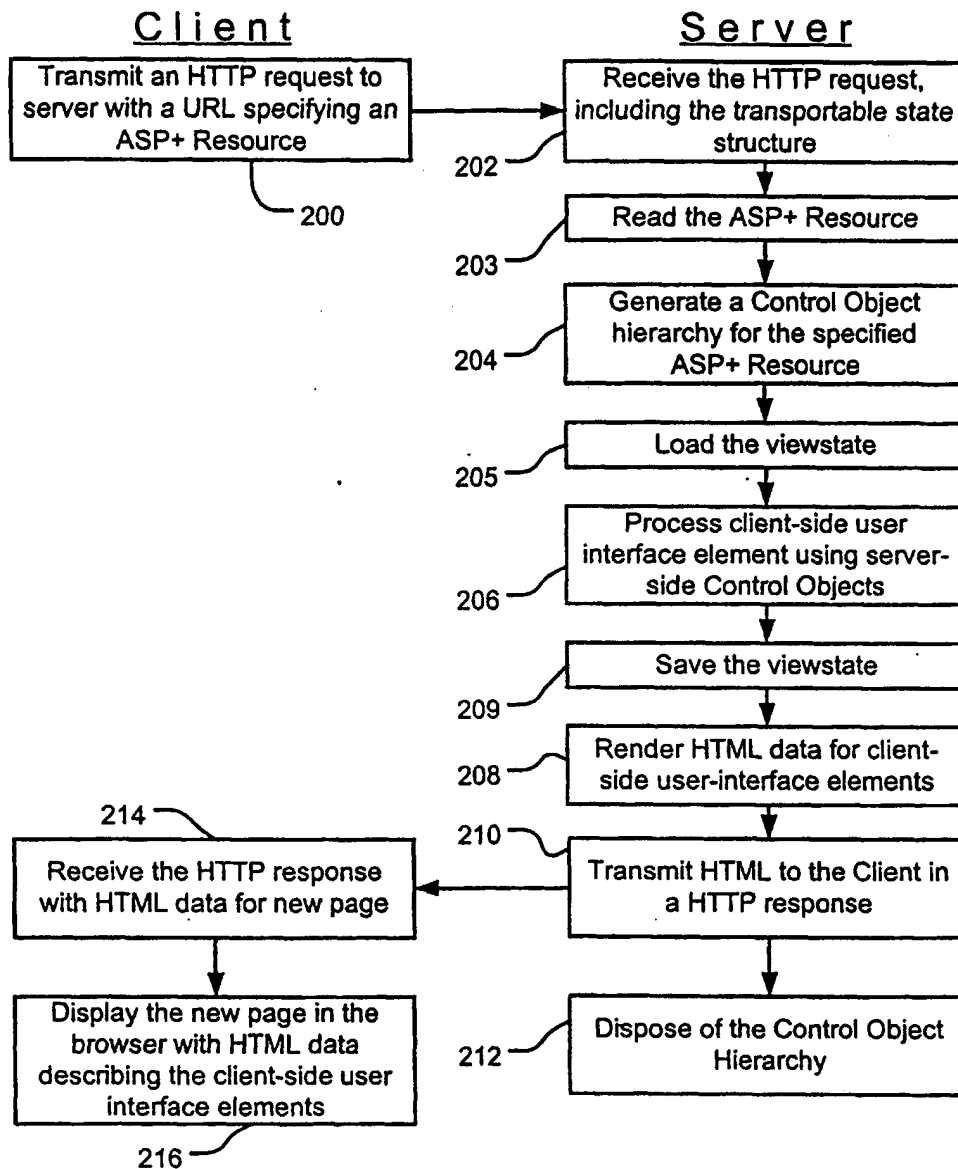 Client
Server
Transmit an HTTP request to
server with a URL specifying an
ASP+ Resource
200
Receive the HTTP request,
including the transportable state
structure
202
Read the ASP+ Resource
203
Generate a Control Object
hierarchy for the specified
ASP+ Resource
204
Load the viewstate
205
Process client-side user
interface element using server-
side Control Objects
206
Save the viewstate
209
Render HTML data for client-
side user-interface elements
208
210
Transmit HTML to the Client in
a HTTP response
214
Receive the HTTP response
with HTML data for new page
Display the new page in the
browser with HTML data
describing the client-side user
interface elements
216
Dispose of the Control Object
Hierarchy
212